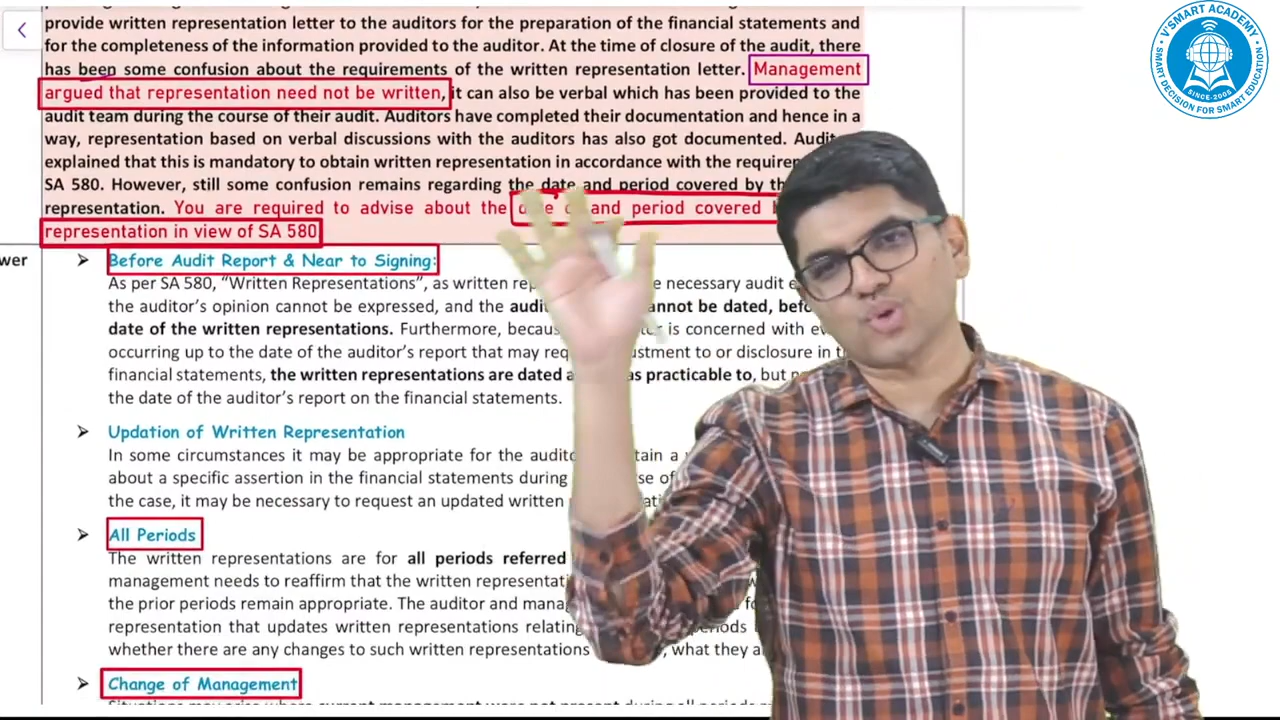 provide written representation letter to the auditors for the preparation of the financial statements and
for the completeness of the information provided to the auditor. At the time of closure of the audit, there
has been some confusion about the requirements of the written representation letter. Management
argued that representation need not be written, it can also be verbal which has been provided to the
audit team during the course of their audit. Auditors have completed their documentation and hence in a
way, representation based on verbal discussions with the auditors has also got documented.
explained that this is mandatory to obtain written representation in accordance with the
SA 580. However, still some confusion remains regarding the date and period covered by
representation. You are required to advise about the and period covered
representation in view of SA 580
wer
➤ Before Audit Report & Near to Signing:
As per SA 580, “Written Representations”, as written necessary audit
the auditor’s opinion cannot be expressed, and the be dated,
date of the written representations. Furthermore, is concerned with
occurring up to the date of the auditor’s report that may to or disclosure in
financial statements, the written representations are dated as practicable to, but
the date of the auditor’s report on the financial statements.
➤ Updation of Written Representation
In some circumstances it may be appropriate for the a
about a specific assertion in the financial statements during of
the case, it may be necessary to request an updated written
➤ All Periods
The written representations are for all periods referred
management needs to reaffirm that the written
the prior periods remain appropriate. The auditor and
representation that updates written representations relating
whether there are any changes to such written representations what they
➤ Change of Management
V'SMART ACADEMY
SMART DECISION FOR SMART EDUCATION
SINCE-2005